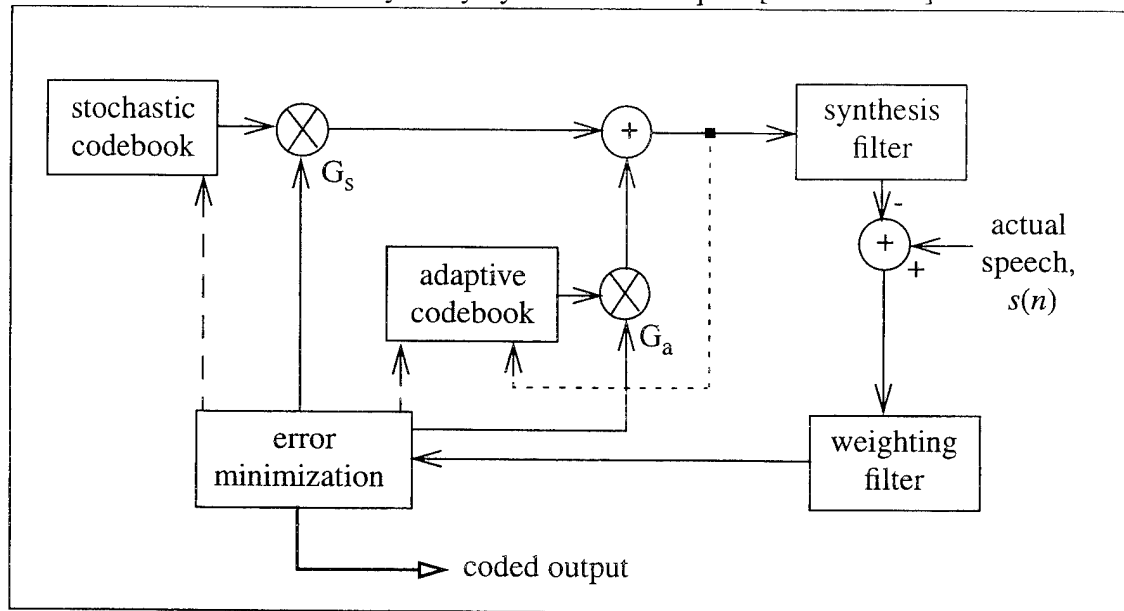 stochastic
codebook
G_s
+
synthesis
filter
-
+
+
actual
speech,
s(n)
adaptive
codebook
G_a
error
minimization
weighting
filter
coded output